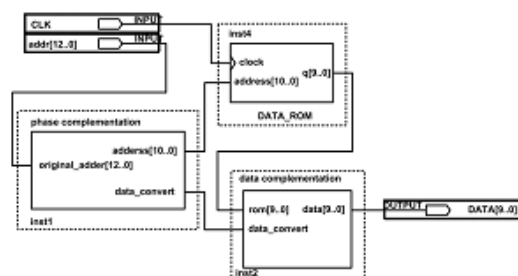 CLK INPUT
addr[12..0] INPUT
inst4
clock
address[10..0]
q[9..0]
DATA_ROM
phase complementation
adderss[10..0]
original_adder[12..0]
data_convert
inst1
data complementation
rom[9..0] data[9..0]
data_convert
inst2
OUTPUT DATA[9..0]